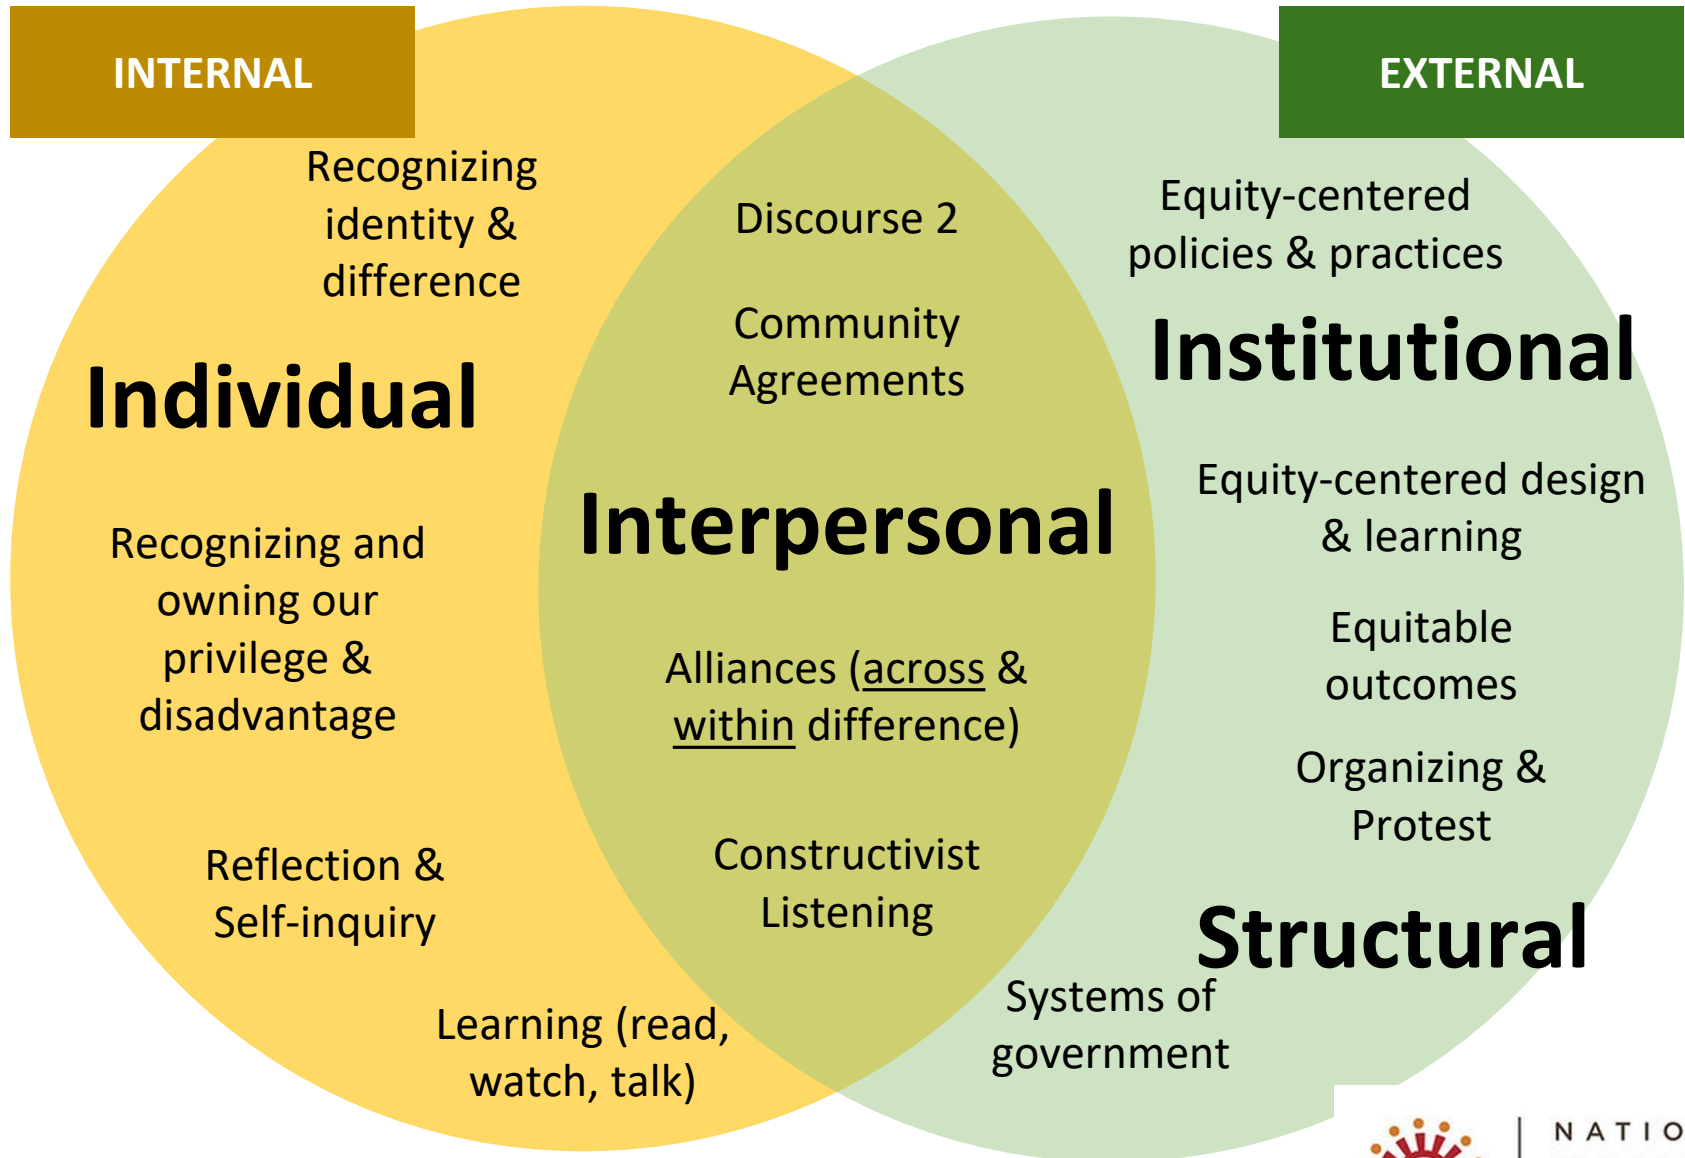 INTERNAL
EXTERNAL
Recognizing
identity &
difference
Individual
Recognizing and
owning our
privilege &
disadvantage
Reflection &
Self-inquiry
Learning (read,
watch, talk)
Discourse 2
Community
Agreements
Interpersonal
Alliances (across &
within difference)
Constructivist
Listening
Equity-centered
policies & practices
Institutional
Equity-centered design
& learning
Equitable
outcomes
Organizing &
Protest
Structural
Systems of
government
NATIO